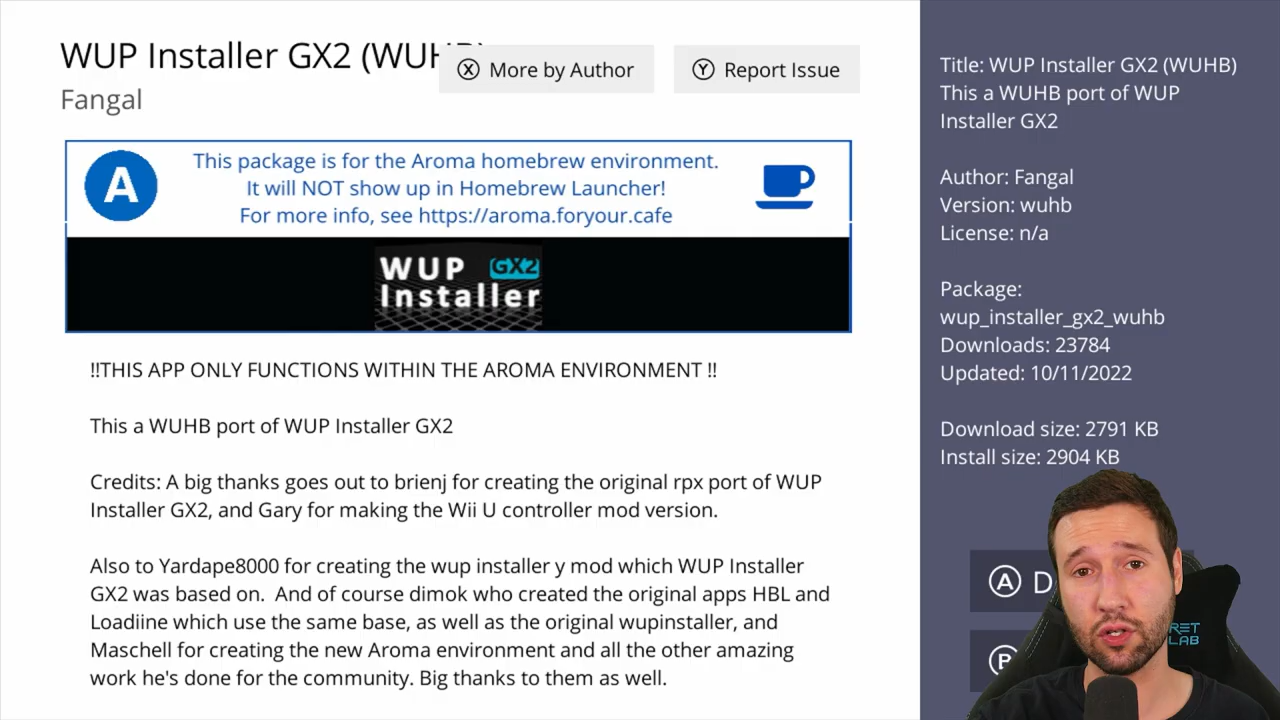 WUP Installer GX2 (WUHB)
Fangal
X More by Author
Y Report Issue
A
This package is for the Aroma homebrew environment.
It will NOT show up in Homebrew Launcher!
For more info, see https://aroma.foryour.cafe
WUP GX2
Installer
!!THIS APP ONLY FUNCTIONS WITHIN THE AROMA ENVIRONMENT !!
This a WUHB port of WUP Installer GX2
Credits: A big thanks goes out to brienj for creating the original rpx port of WUP
Installer GX2, and Gary for making the Wii U controller mod version.
Also to Yardape8000 for creating the wup installer y mod which WUP Installer
GX2 was based on.  And of course dimok who created the original apps HBL and
Loadiine which use the same base, as well as the original wupinstaller, and
Maschell for creating the new Aroma environment and all the other amazing
work he's done for the community. Big thanks to them as well.
Title: WUP Installer GX2 (WUHB)
This a WUHB port of WUP
Installer GX2
Author: Fangal
Version: wuhb
License: n/a
Package:
wup_installer_gx2_wuhb
Downloads: 23784
Updated: 10/11/2022
Download size: 2791 KB
Install size: 2904 KB
A D
B
RET
LAB